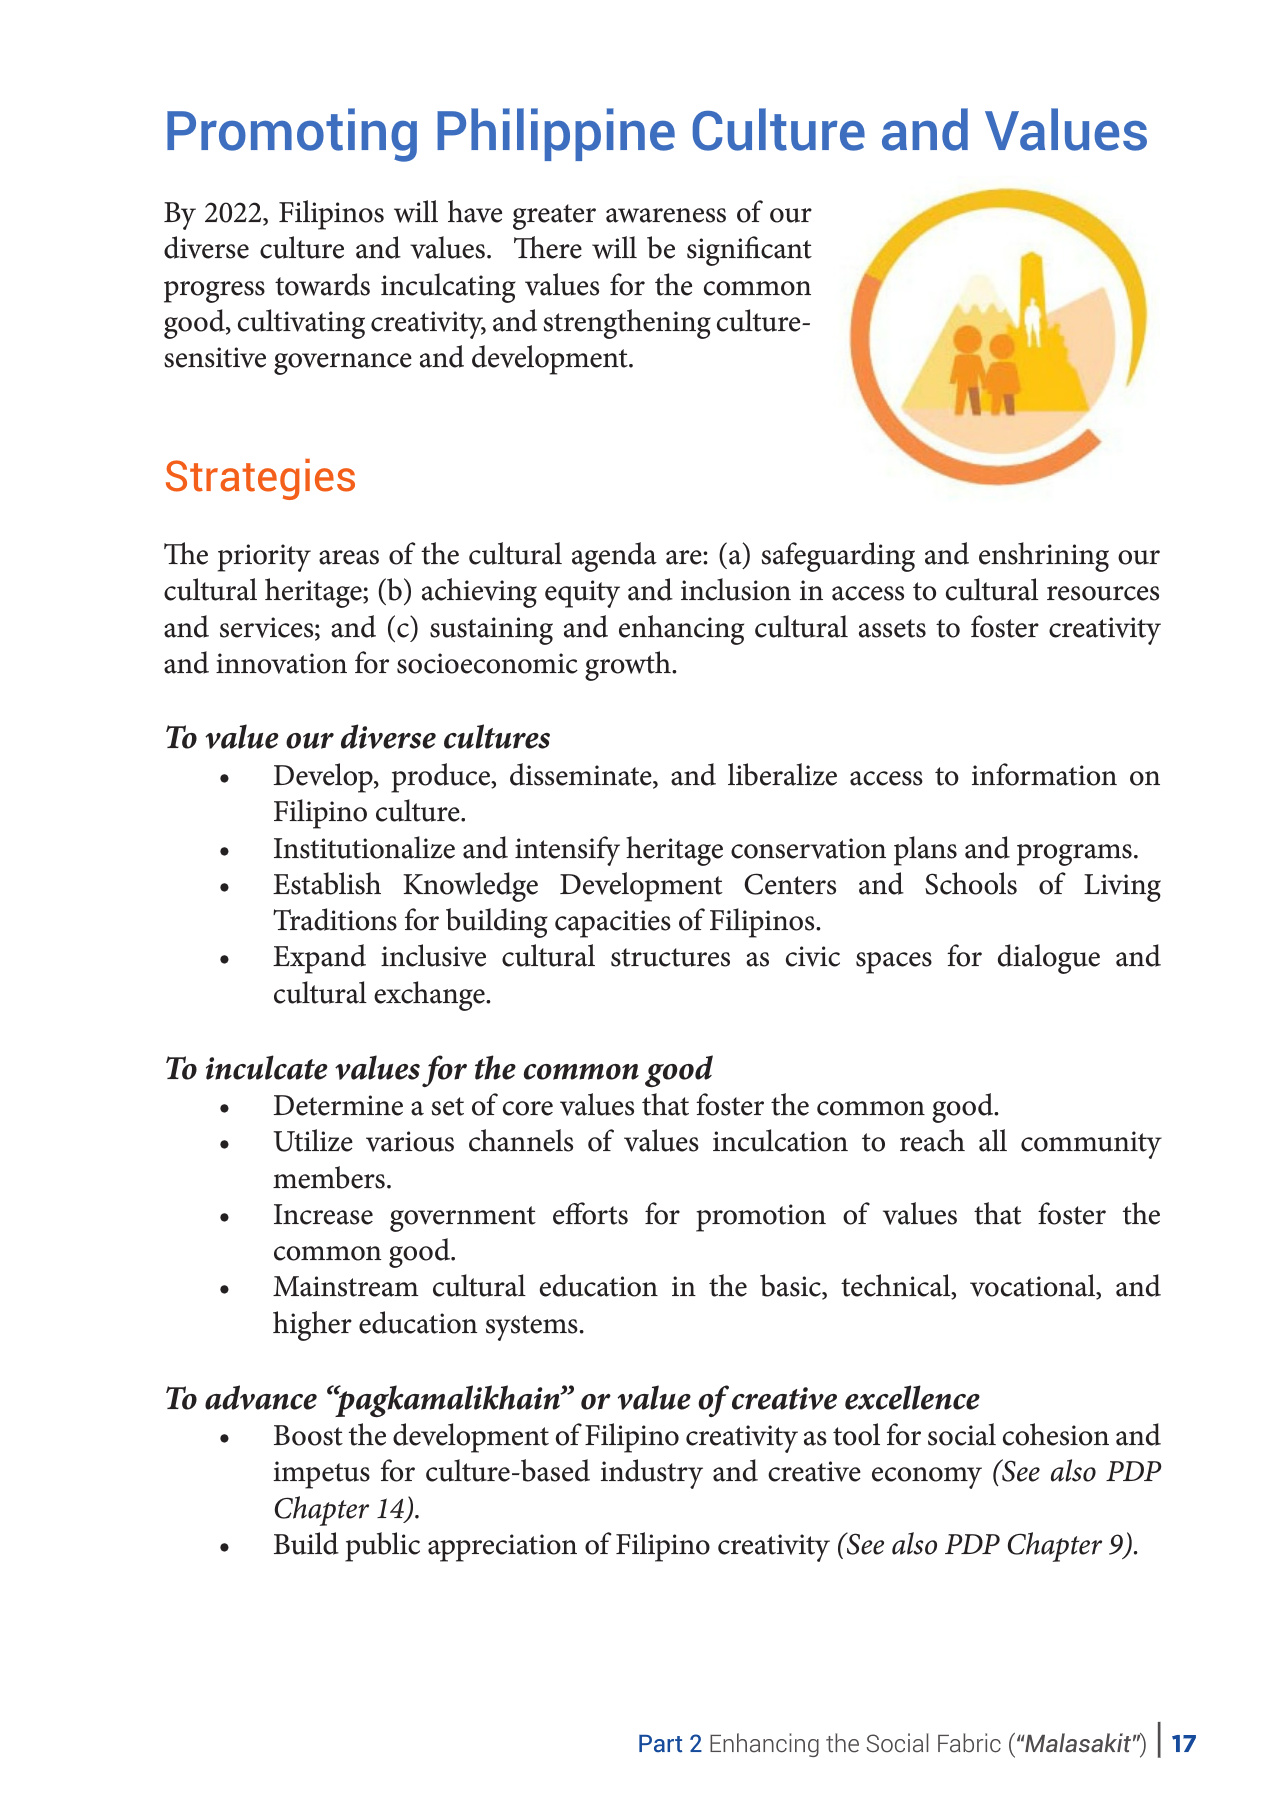 Promoting Philippine Culture and Values
By 2022, Filipinos will have greater awareness of our
diverse culture and values. There will be significant
progress towards inculcating values for the common
good, cultivating creativity, and strengthening culture-
sensitive governance and development.
Strategies
The priority areas of the cultural agenda are: (a) safeguarding and enshrining our
cultural heritage; (b) achieving equity and inclusion in access to cultural resources
and services; and (c) sustaining and enhancing cultural assets to foster creativity
and innovation for socioeconomic growth.
To value our diverse cultures
• Develop, produce, disseminate, and liberalize access to information on
Filipino culture.
• Institutionalize and intensify heritage conservation plans and programs.
• Establish Knowledge Development Centers and Schools of Living
Traditions for building capacities of Filipinos.
• Expand inclusive cultural structures as civic spaces for dialogue and
cultural exchange.
To inculcate values for the common good
• Determine a set of core values that foster the common good.
• Utilize various channels of values inculcation to reach all community
members.
• Increase government efforts for promotion of values that foster the
common good.
• Mainstream cultural education in the basic, technical, vocational, and
higher education systems.
To advance “pagkamalikhain” or value of creative excellence
• Boost the development of Filipino creativity as tool for social cohesion and
impetus for culture-based industry and creative economy (See also PDP
Chapter 14).
• Build public appreciation of Filipino creativity (See also PDP Chapter 9).
Part 2 Enhancing the Social Fabric (“Malasakit”) | 17